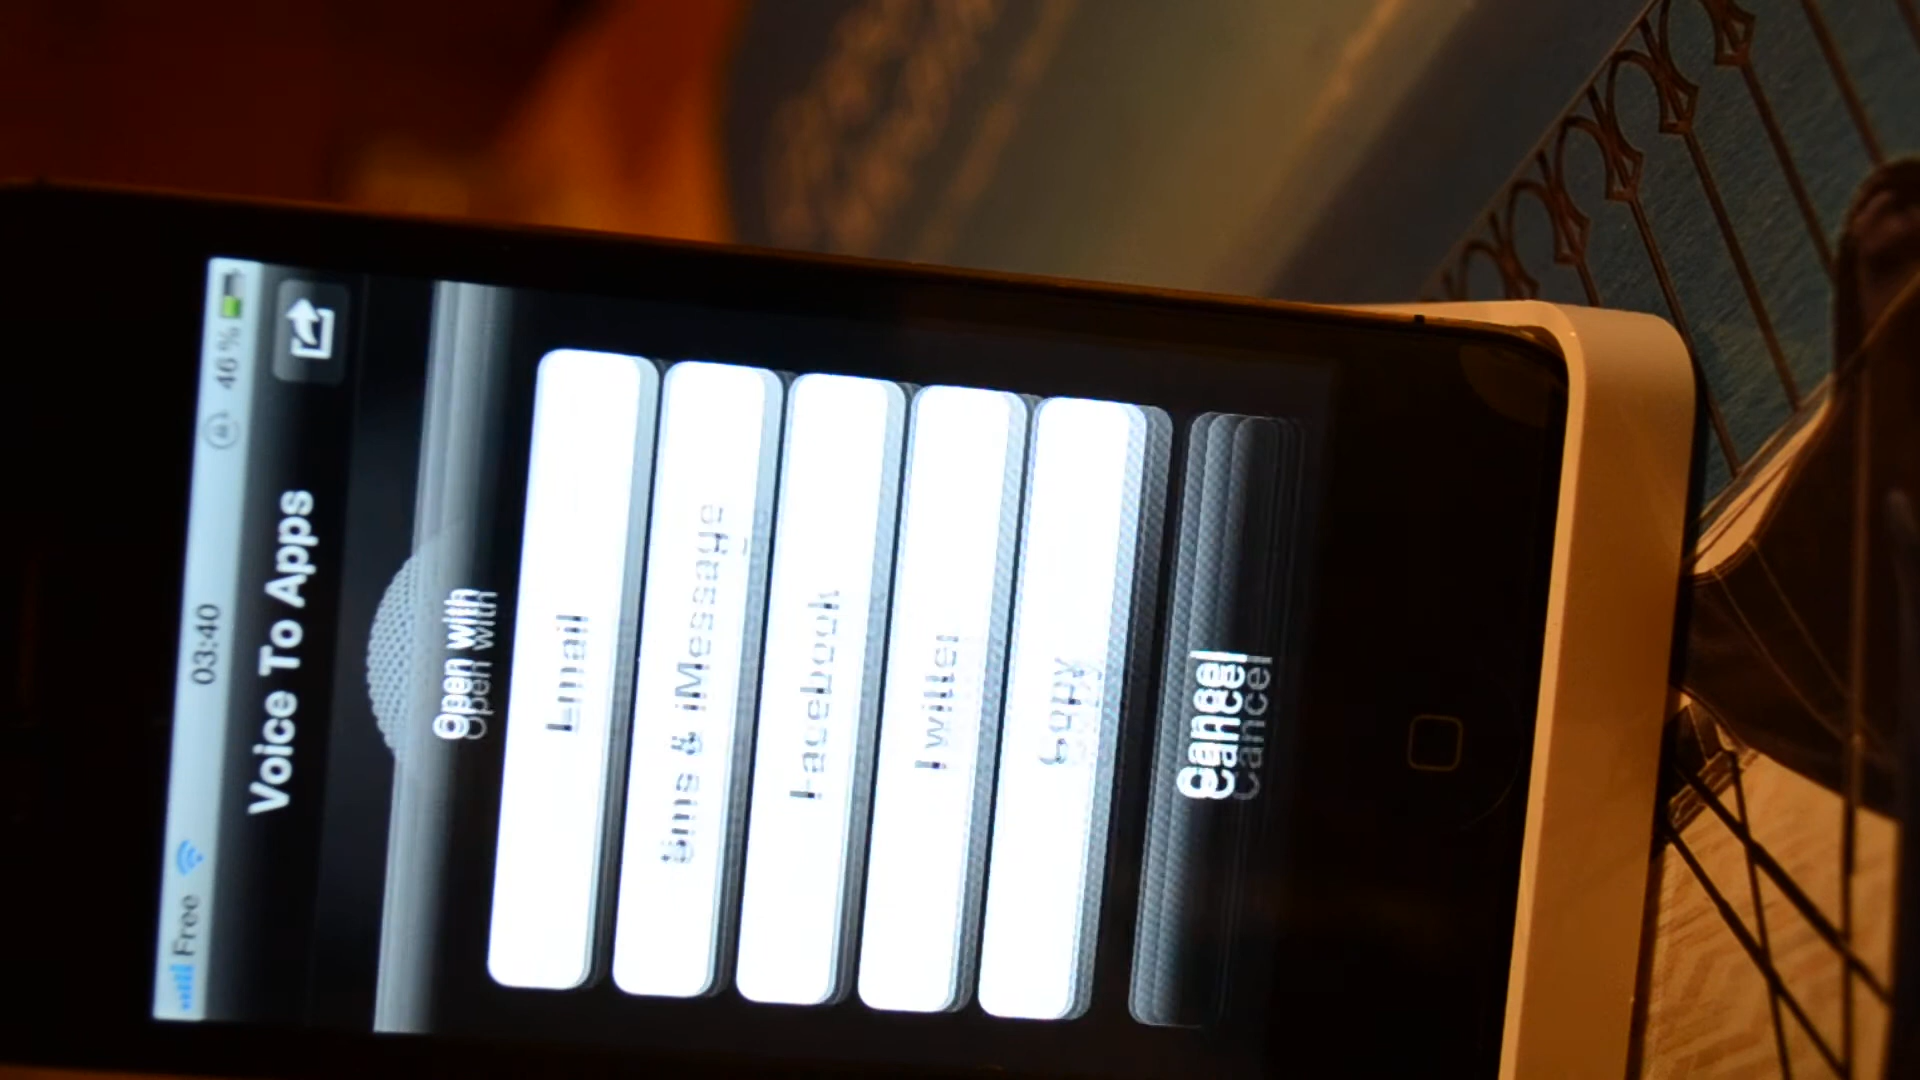 Free 03:40 46 %
Voice To Apps
Open with
Email
Sms & iMessage
Facebook
Twitter
Copy
Cancel